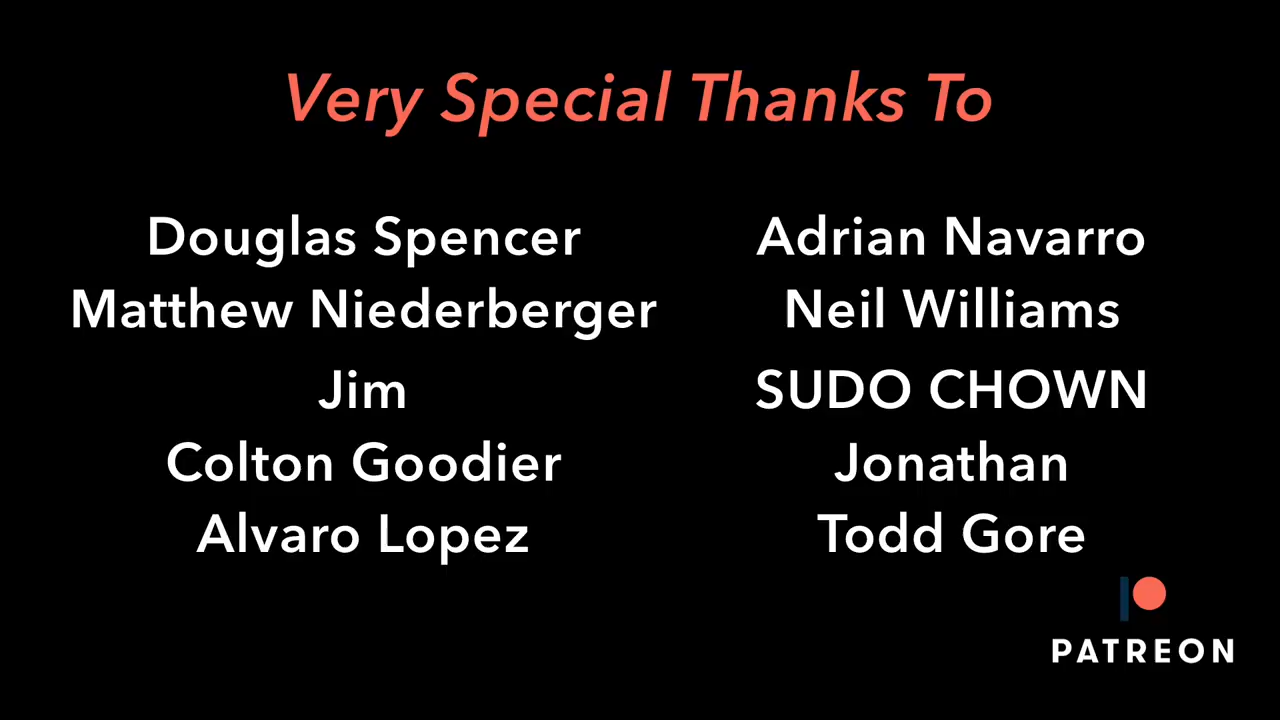 Very Special Thanks To
Douglas Spencer
Matthew Niederberger
Jim
Colton Goodier
Alvaro Lopez
Adrian Navarro
Neil Williams
SUDO CHOWN
Jonathan
Todd Gore
PATREON